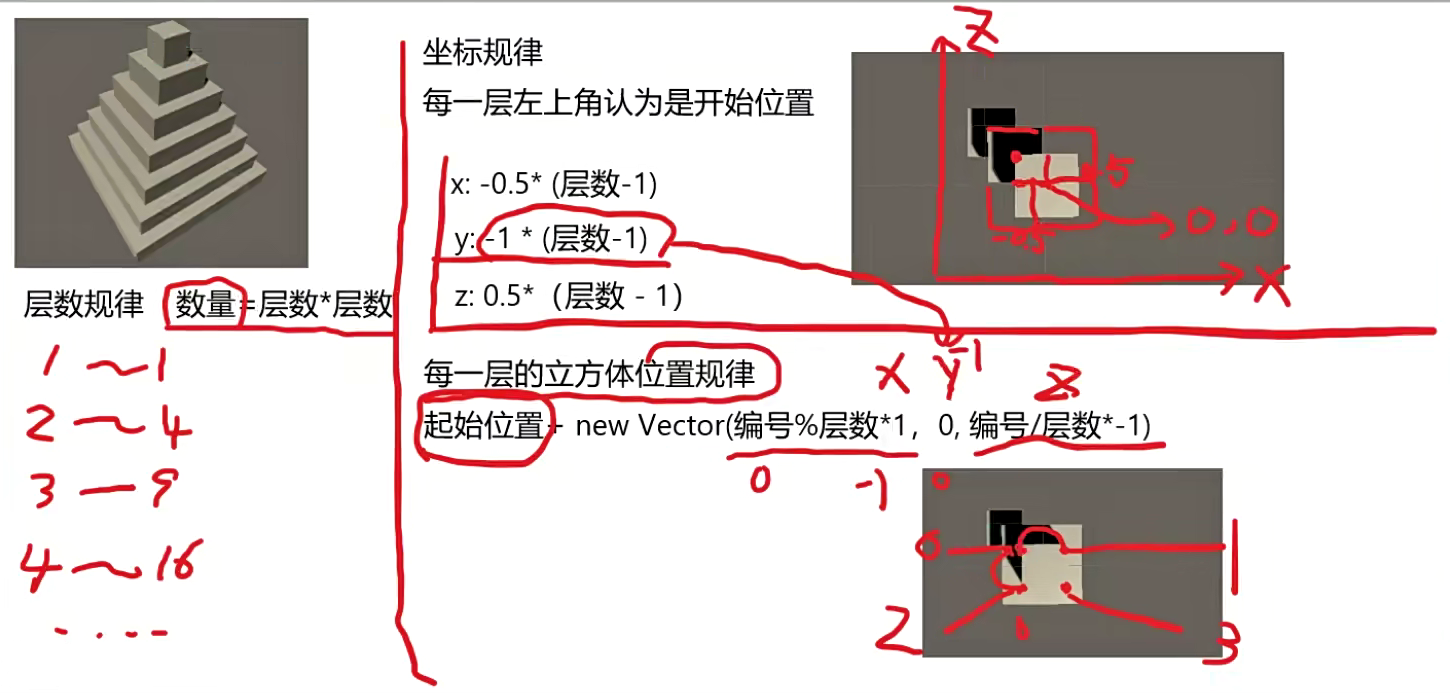 层数规律 数量=层数*层数
1 ～ 1
2 ～ 4
3 — 9
4 ～ 16
坐标规律
每一层左上角认为是开始位置
x: -0.5* (层数-1)
y: -1 * (层数-1)
z: 0.5*（层数 - 1）
Z
0,0
-0.5
X
每一层的立方体位置规律
X y Z
-1
起始位置+ new Vector(编号%层数*1，0, 编号/层数*-1)
0 -1 0
0 1
2 3